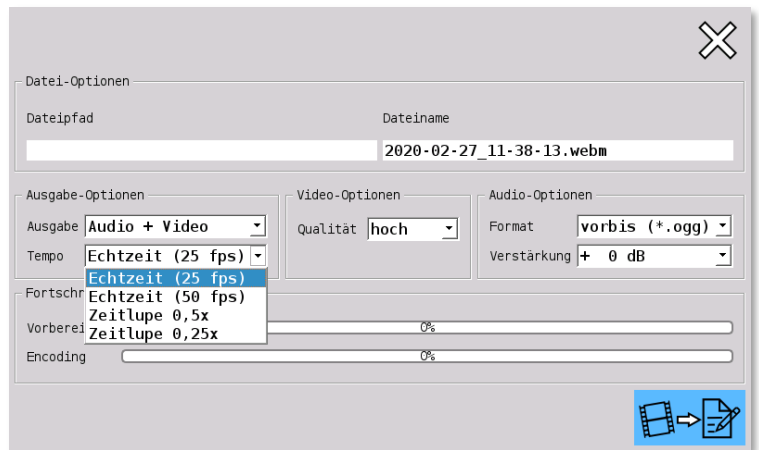 Datei-Optionen
Dateipfad Dateiname
2020-02-27_11-38-13.webm
Ausgabe-Optionen Video-Optionen Audio-Optionen
Ausgabe Audio + Video Qualität hoch Format vorbis (*.ogg)
Tempo Echtzeit (25 fps) Verstärkung + 0 dB
Echtzeit (25 fps)
Echtzeit (50 fps)
Zeitlupe 0,5x
Zeitlupe 0,25x
Fortschr
Vorberei 0%
Encoding 0%